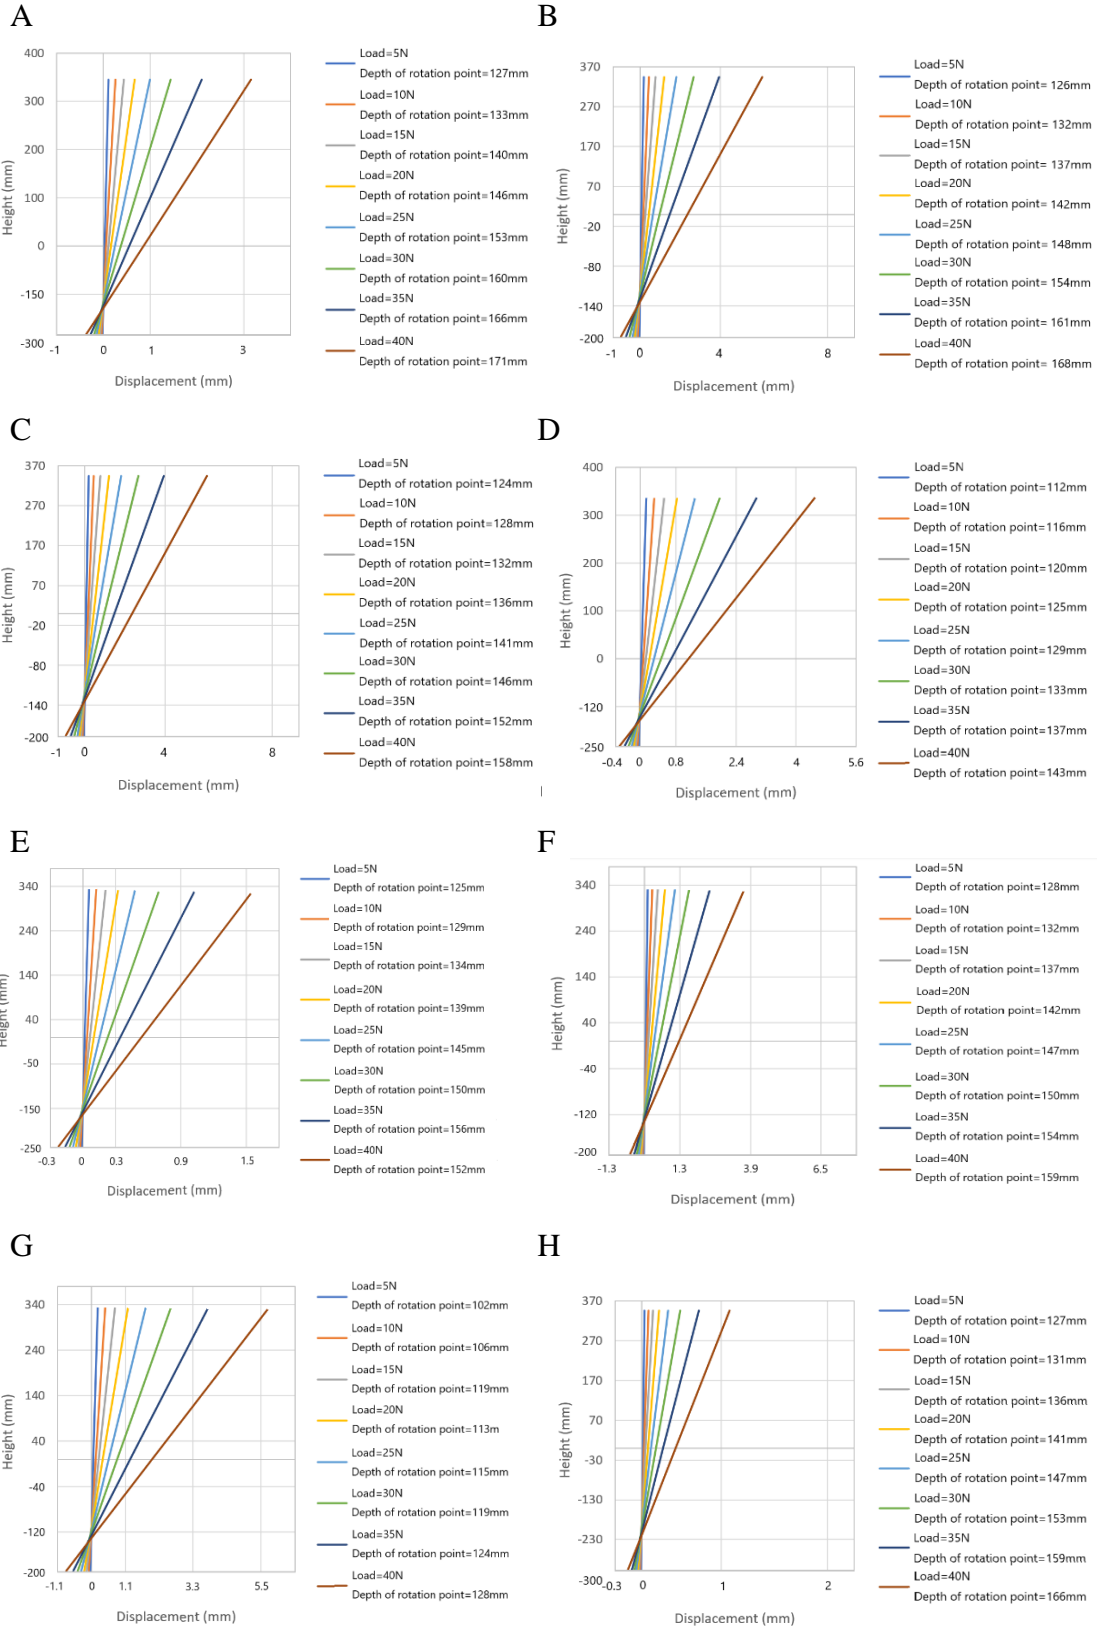 A
400
300
200
100
0
-150
-300
-1
0
1
3
Height (mm)
Displacement (mm)
Load=5N
Depth of rotation point=127mm
Load=10N
Depth of rotation point=133mm
Load=15N
Depth of rotation point=140mm
Load=20N
Depth of rotation point=146mm
Load=25N
Depth of rotation point=153mm
Load=30N
Depth of rotation point=160mm
Load=35N
Depth of rotation point=166mm
Load=40N
Depth of rotation point=171mm
B
370
270
170
70
-20
-80
-140
-200
-1
0
4
8
Height (mm)
Displacement (mm)
Load=5N
Depth of rotation point= 126mm
Load=10N
Depth of rotation point= 132mm
Load=15N
Depth of rotation point= 137mm
Load=20N
Depth of rotation point= 142mm
Load=25N
Depth of rotation point= 148mm
Load=30N
Depth of rotation point= 154mm
Load=35N
Depth of rotation point= 161mm
Load=40N
Depth of rotation point= 168mm
C
370
270
170
70
-20
-80
-140
-200
-1
0
4
8
Height (mm)
Displacement (mm)
Load=5N
Depth of rotation point=124mm
Load=10N
Depth of rotation point=128mm
Load=15N
Depth of rotation point=132mm
Load=20N
Depth of rotation point=136mm
Load=25N
Depth of rotation point=141mm
Load=30N
Depth of rotation point=146mm
Load=35N
Depth of rotation point=152mm
Load=40N
Depth of rotation point=158mm
D
400
300
200
100
0
-120
-250
-0.4
0
0.8
2.4
4
5.6
Height (mm)
Displacement (mm)
Load=5N
Depth of rotation point=112mm
Load=10N
Depth of rotation point=116mm
Load=15N
Depth of rotation point=120mm
Load=20N
Depth of rotation point=125mm
Load=25N
Depth of rotation point=129mm
Load=30N
Depth of rotation point=133mm
Load=35N
Depth of rotation point=137mm
Load=40N
Depth of rotation point=143mm
E
340
240
140
40
-50
-150
-250
-0.3
0
0.3
0.9
1.5
Height (mm)
Displacement (mm)
Load=5N
Depth of rotation point=125mm
Load=10N
Depth of rotation point=129mm
Load=15N
Depth of rotation point=134mm
Load=20N
Depth of rotation point=139mm
Load=25N
Depth of rotation point=145mm
Load=30N
Depth of rotation point=150mm
Load=35N
Depth of rotation point=156mm
Load=40N
Depth of rotation point=152mm
F
340
240
140
40
-40
-120
-200
-1.3
0
1.3
3.9
6.5
Height (mm)
Displacement (mm)
Load=5N
Depth of rotation point=128mm
Load=10N
Depth of rotation point=132mm
Load=15N
Depth of rotation point=137mm
Load=20N
Depth of rotation point=142mm
Load=25N
Depth of rotation point=147mm
Load=30N
Depth of rotation point=150mm
Load=35N
Depth of rotation point=154mm
Load=40N
Depth of rotation point=159mm
G
340
240
140
40
-40
-120
-200
-1.1
0
1.1
3.3
5.5
Height (mm)
Displacement (mm)
Load=5N
Depth of rotation point=102mm
Load=10N
Depth of rotation point=106mm
Load=15N
Depth of rotation point=119mm
Load=20N
Depth of rotation point=113m
Load=25N
Depth of rotation point=115mm
Load=30N
Depth of rotation point=119mm
Load=35N
Depth of rotation point=124mm
Load=40N
Depth of rotation point=128mm
H
370
270
170
70
-30
-130
-230
-300
-0.3
0
1
2
Height (mm)
Displacement (mm)
Load=5N
Depth of rotation point=127mm
Load=10N
Depth of rotation point=131mm
Load=15N
Depth of rotation point=136mm
Load=20N
Depth of rotation point=141mm
Load=25N
Depth of rotation point=147mm
Load=30N
Depth of rotation point=153mm
Load=35N
Depth of rotation point=159mm
Load=40N
Depth of rotation point=166mm